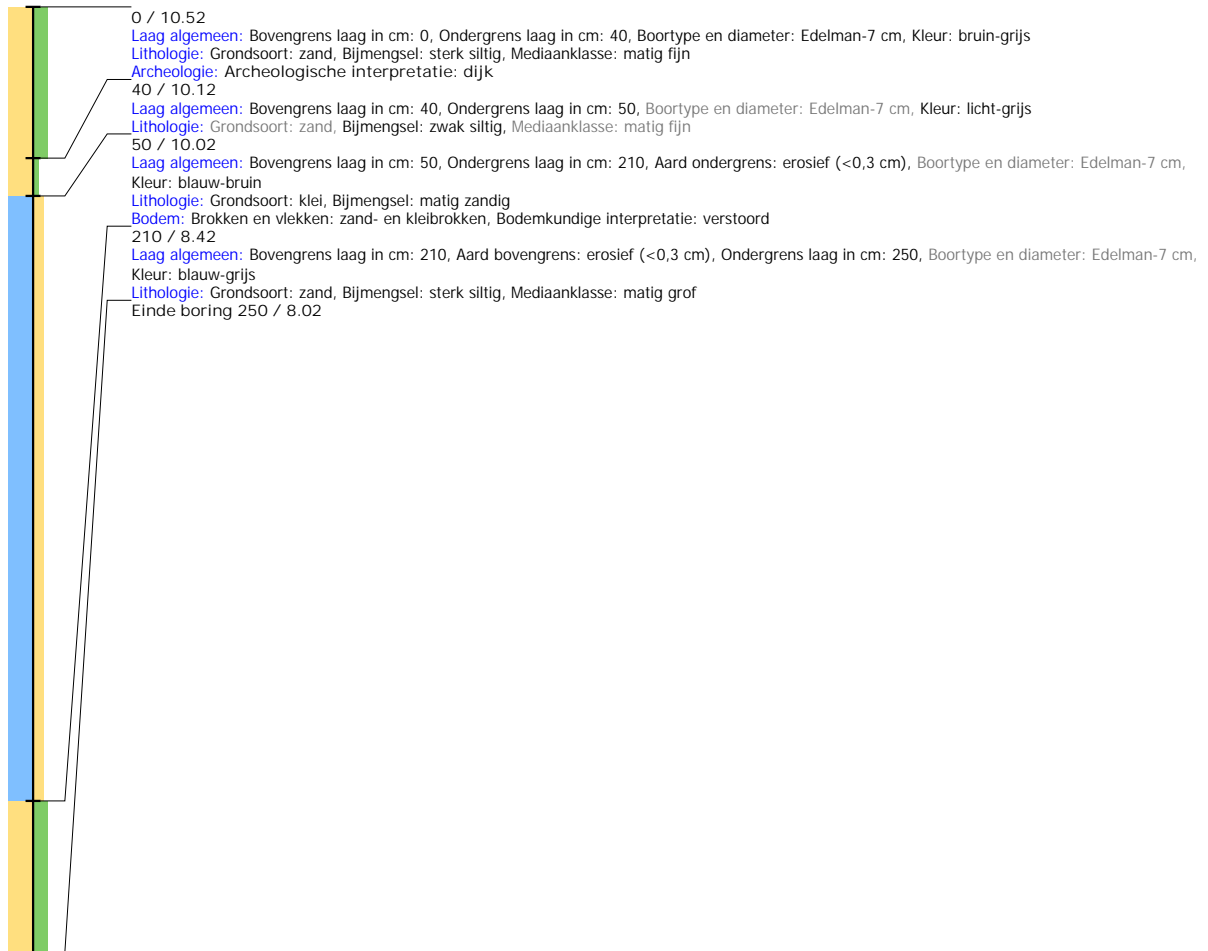 0 / 10.52
Laag algemeen: Bovengrens laag in cm: 0, Ondergrens laag in cm: 40, Boortype en diameter: Edelman-7 cm, Kleur: bruin-grijs
Lithologie: Grondsoort: zand, Bijmengsel: sterk siltig, Mediaanklasse: matig fijn
Archeologie: Archeologische interpretatie: dijk
40 / 10.12
Laag algemeen: Bovengrens laag in cm: 40, Ondergrens laag in cm: 50, Boortype en diameter: Edelman-7 cm, Kleur: licht-grijs
Lithologie: Grondsoort: zand, Bijmengsel: zwak siltig, Mediaanklasse: matig fijn
50 / 10.02
Laag algemeen: Bovengrens laag in cm: 50, Ondergrens laag in cm: 210, Aard ondergrens: erosief (<0,3 cm), Boortype en diameter: Edelman-7 cm,
Kleur: blauw-bruin
Lithologie: Grondsoort: klei, Bijmengsel: matig zandig
Bodem: Brokken en vlekken: zand- en kleibrokken, Bodemkundige interpretatie: verstoord
210 / 8.42
Laag algemeen: Bovengrens laag in cm: 210, Aard bovengrens: erosief (<0,3 cm), Ondergrens laag in cm: 250, Boortype en diameter: Edelman-7 cm,
Kleur: blauw-grijs
Lithologie: Grondsoort: zand, Bijmengsel: sterk siltig, Mediaanklasse: matig grof
Einde boring 250 / 8.02